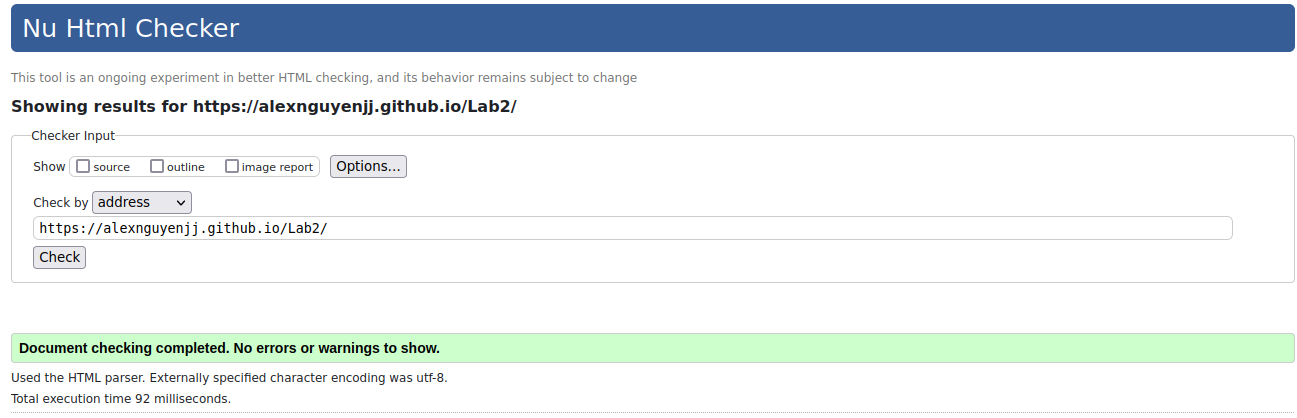 Nu Html Checker
This tool is an ongoing experiment in better HTML checking, and its behavior remains subject to change
Showing results for https://alexnguyenjj.github.io/Lab2/
Checker Input
Show source outline image report Options...
Check by address
https://alexnguyenjj.github.io/Lab2/
Check
Document checking completed. No errors or warnings to show.
Used the HTML parser. Externally specified character encoding was utf-8.
Total execution time 92 milliseconds.